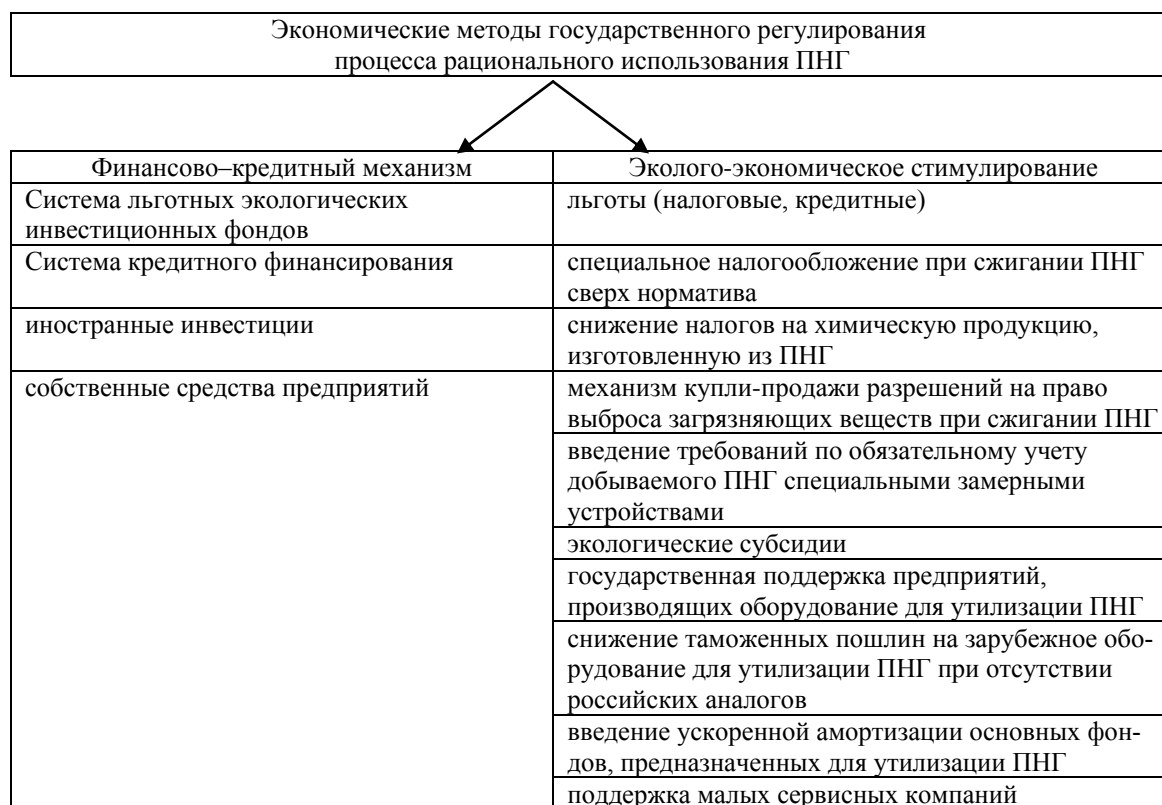 Экономические методы государственного регулирования
процесса рационального использования ПНГ
Финансово–кредитный механизм
Эколого-экономическое стимулирование
Система льготных экологических
инвестиционных фондов
льготы (налоговые, кредитные)
Система кредитного финансирования
специальное налогообложение при сжигании ПНГ
сверх норматива
иностранные инвестиции
снижение налогов на химическую продукцию,
изготовленную из ПНГ
собственные средства предприятий
механизм купли-продажи разрешений на право
выброса загрязняющих веществ при сжигании ПНГ
введение требований по обязательному учету
добываемого ПНГ специальными замерными
устройствами
экологические субсидии
государственная поддержка предприятий,
производящих оборудование для утилизации ПНГ
снижение таможенных пошлин на зарубежное обо-
рудование для утилизации ПНГ при отсутствии
российских аналогов
введение ускоренной амортизации основных фон-
дов, предназначенных для утилизации ПНГ
поддержка малых сервисных компаний